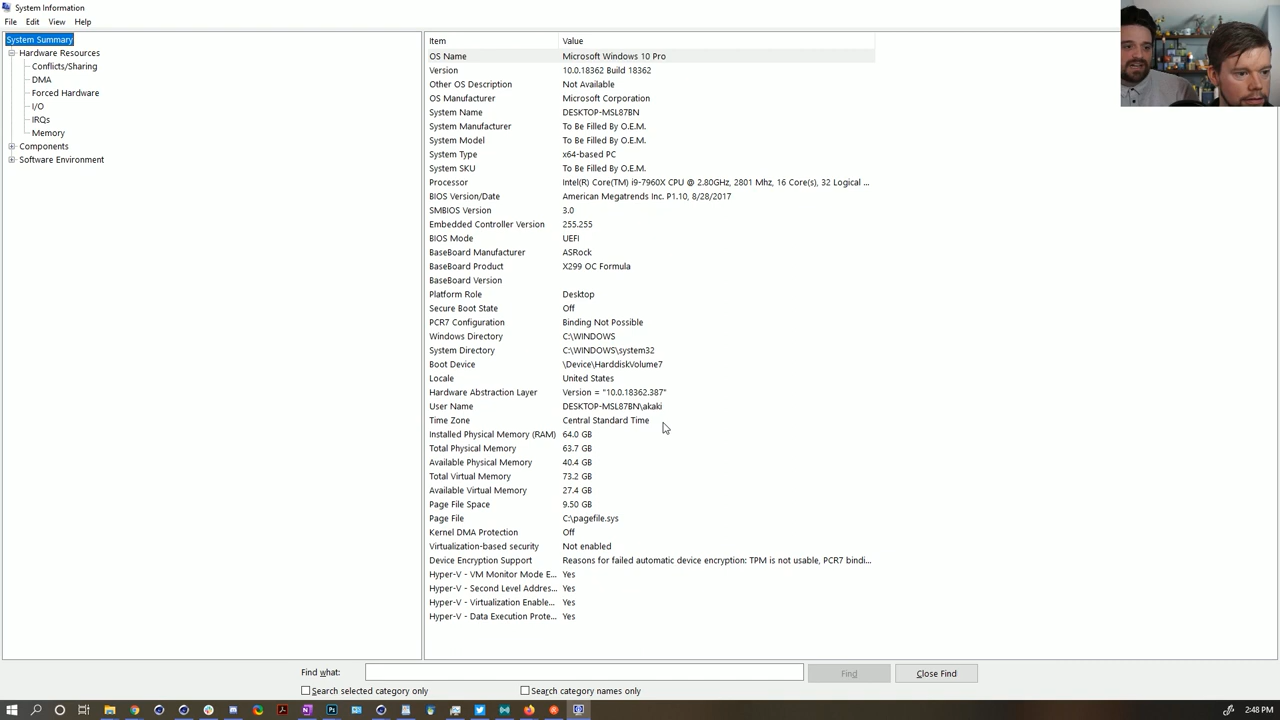 System Information
File Edit View Help
System Summary
Hardware Resources
Conflicts/Sharing
DMA
Forced Hardware
I/O
IRQs
Memory
Components
Software Environment
Item Value
OS Name Microsoft Windows 10 Pro
Version 10.0.18362 Build 18362
Other OS Description Not Available
OS Manufacturer Microsoft Corporation
System Name DESKTOP-MSL87BN
System Manufacturer To Be Filled By O.E.M.
System Model To Be Filled By O.E.M.
System Type x64-based PC
System SKU To Be Filled By O.E.M.
Processor Intel(R) Core(TM) i9-7960X CPU @ 2.80GHz, 2801 Mhz, 16 Core(s), 32 Logical ...
BIOS Version/Date American Megatrends Inc. P1.10, 8/28/2017
SMBIOS Version 3.0
Embedded Controller Version 255.255
BIOS Mode UEFI
BaseBoard Manufacturer ASRock
BaseBoard Product X299 OC Formula
BaseBoard Version
Platform Role Desktop
Secure Boot State Off
PCR7 Configuration Binding Not Possible
Windows Directory C:\WINDOWS
System Directory C:\WINDOWS\system32
Boot Device \Device\HarddiskVolume7
Locale United States
Hardware Abstraction Layer Version = "10.0.18362.387"
User Name DESKTOP-MSL87BN\akaki
Time Zone Central Standard Time
Installed Physical Memory (RAM) 64.0 GB
Total Physical Memory 63.7 GB
Available Physical Memory 40.4 GB
Total Virtual Memory 73.2 GB
Available Virtual Memory 27.4 GB
Page File Space 9.50 GB
Page File C:\pagefile.sys
Kernel DMA Protection Off
Virtualization-based security Not enabled
Device Encryption Support Reasons for failed automatic device encryption: TPM is not usable, PCR7 bindi...
Hyper-V - VM Monitor Mode E... Yes
Hyper-V - Second Level Addres... Yes
Hyper-V - Virtualization Enable... Yes
Hyper-V - Data Execution Prote... Yes
Find what: Find Close Find
Search selected category only Search category names only
2:48 PM